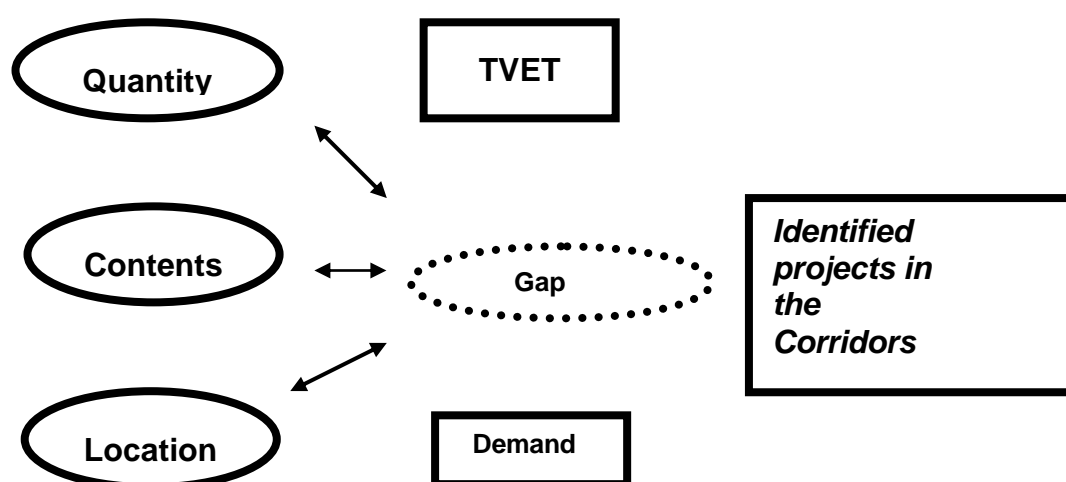 Quantity
TVET
Contents
Gap
Identified
projects in
the
Corridors
Location
Demand